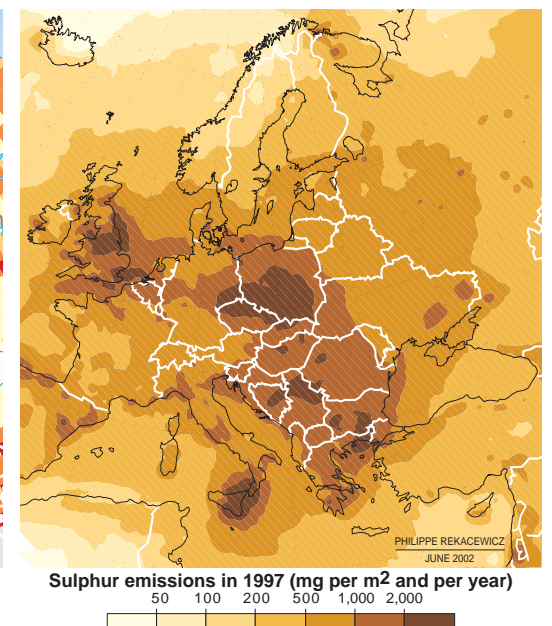 PHILIPPE REKACEWICZ
JUNE 2002
Sulphur emissions in 1997 (mg per m2 and per year)
50 100 200 500 1,000 2,000